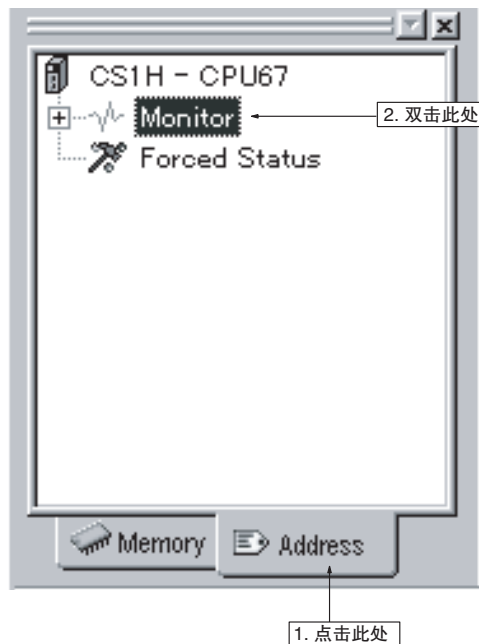 CS1H - CPU67
Monitor
2. 双击此处
Forced Status
Memory
Address
1. 点击此处